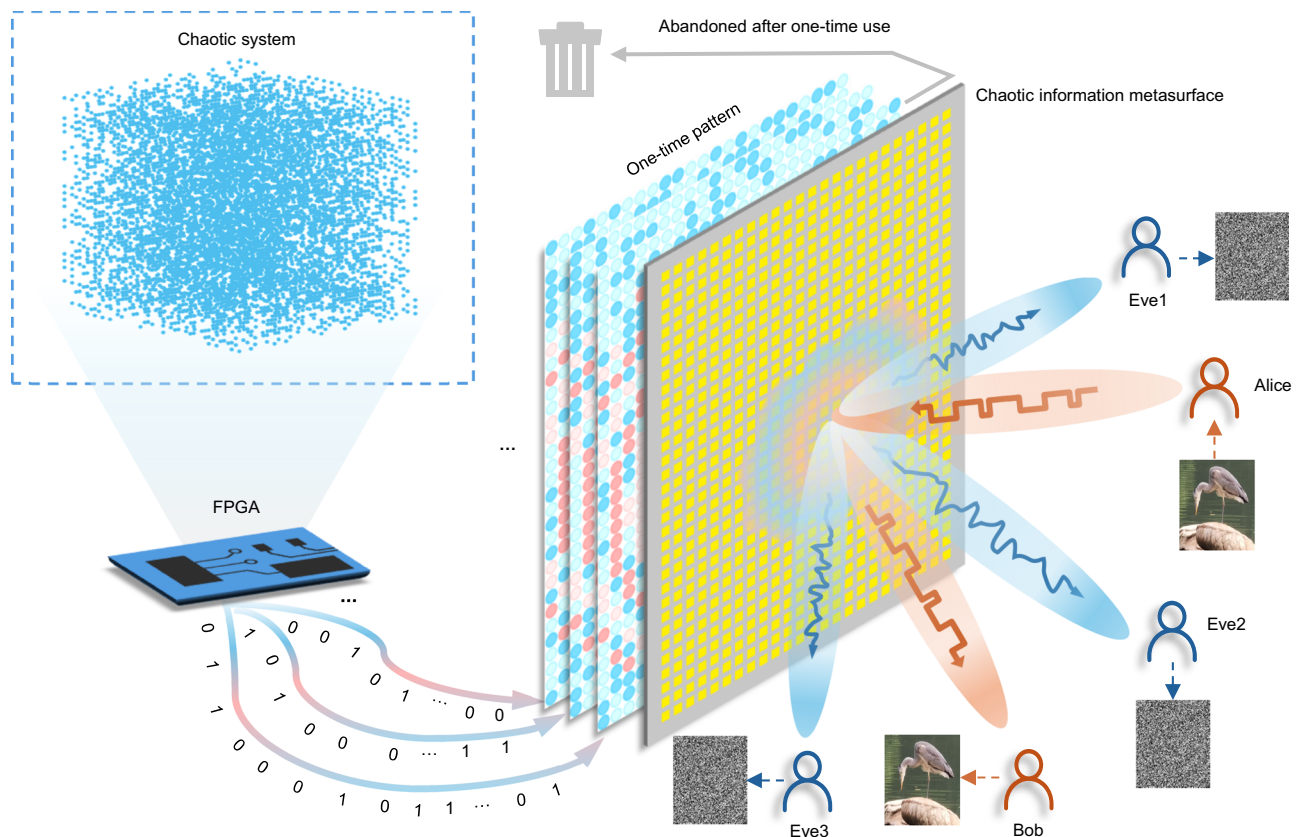 Chaotic system
Abandoned after one-time use
Chaotic information metasurface
One-time pattern
Eve1
Alice
...
FPGA
...
0 1 0 0 1 0 1 ... 0 0
1 0 1 0 0 0 ... 1 1
1 0 0 0 1 0 1 1 ... 0 1
Eve2
Eve3
Bob